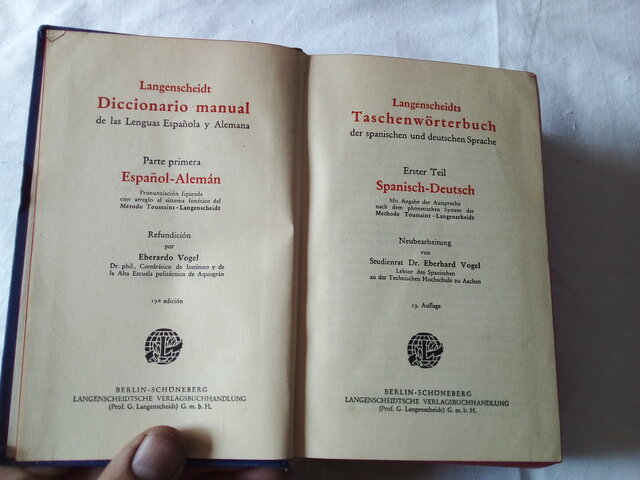 Langenscheidt
Diccionario manual
de las Lenguas Española y Alemana
Parte primera
Español-Alemán
Pronunciación figurada
con arreglo al sistema fonético del
Método Toussaint-Langenscheidt
Refundición
por
Eberardo Vogel
Dr. phil., Catedrático de Instituto y de
la Alta Escuela politécnica de Aquisgrán
19a edición
L
BERLIN-SCHÖNEBERG
LANGENSCHEIDTSCHE VERLAGSBUCHHANDLUNG
(Prof. G. Langenscheidt) G. m. b. H.
Langenscheidts
Taschenwörterbuch
der spanischen und deutschen Sprache
Erster Teil
Spanisch-Deutsch
Mit Angabe der Aussprache
nach dem phonetischen System der
Methode Toussaint-Langenscheidt
Neubearbeitung
von
Studienrat Dr. Eberhard Vogel
Lektor des Spanischen
an der Technischen Hochschule zu Aachen
19. Auflage
L
BERLIN-SCHÖNEBERG
LANGENSCHEIDTSCHE VERLAGSBUCHHANDLUNG
(Prof. G. Langenscheidt) G. m. b. H.